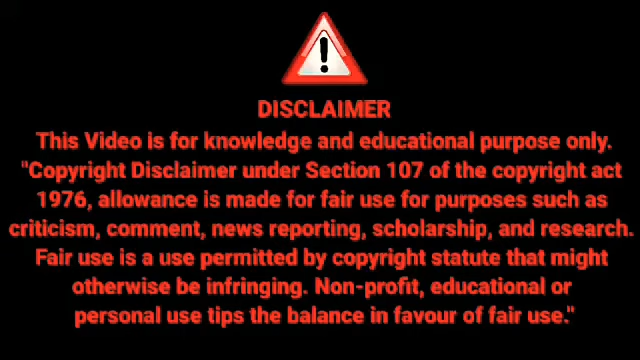 DISCLAIMER
This Video is for knowledge and educational purpose only.
"Copyright Disclaimer under Section 107 of the copyright act
1976, allowance is made for fair use for purposes such as
criticism, comment, news reporting, scholarship, and research.
Fair use is a use permitted by copyright statute that might
otherwise be infringing. Non-profit, educational or
personal use tips the balance in favour of fair use."